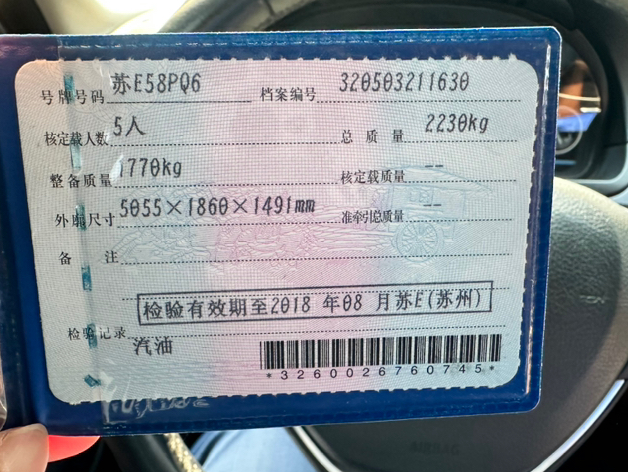 号牌号码 苏E58PQ6 档案编号 320503211630
核定载人数 5人 总质量 2230kg
整备质量 1770kg 核定载质量 --
外廓尺寸 5055×1860×1491mm 准牵引总质量 --
备注
检验有效期至2018 年08 月苏E(苏州)
检验记录
汽油
*3260026760745*